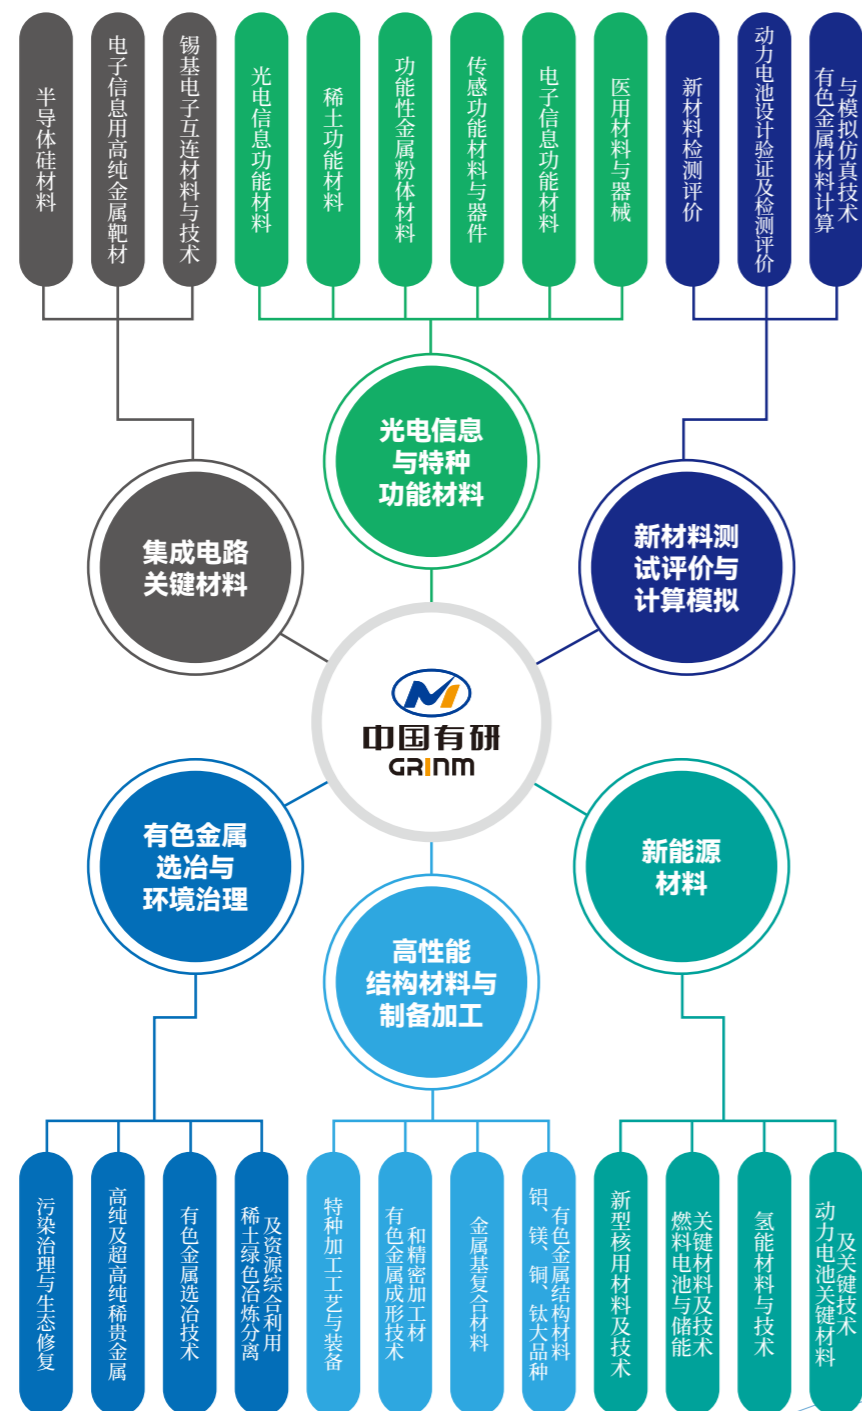 半导体硅材料
电子信息用高纯金属靶材
锡基电子互连材料与技术
光电信息功能材料
稀土功能材料
功能性金属粉体材料
传感功能材料与器件
电子信息功能材料
医用材料与器械
新材料检测评价
动力电池设计验证及检测评价
有色金属材料计算
与模拟仿真技术
光电信息
与特种
功能材料
集成电路
关键材料
新材料测
试评价与
计算模拟
中国有研
GRINM
有色金属
选冶与
环境治理
新能源
材料
高性能
结构材料与
制备加工
污染治理与生态修复
高纯及超高纯稀贵金属
有色金属选冶技术
稀土绿色冶炼分离
及资源综合利用
特种加工工艺与装备
有色金属成形技术
和精密加工材
金属基复合材料
铝、镁、铜、钛大品种
有色金属结构材料
新型核用材料及技术
燃料电池与储能
关键材料及技术
氢能材料与技术
动力电池关键材料
及关键技术